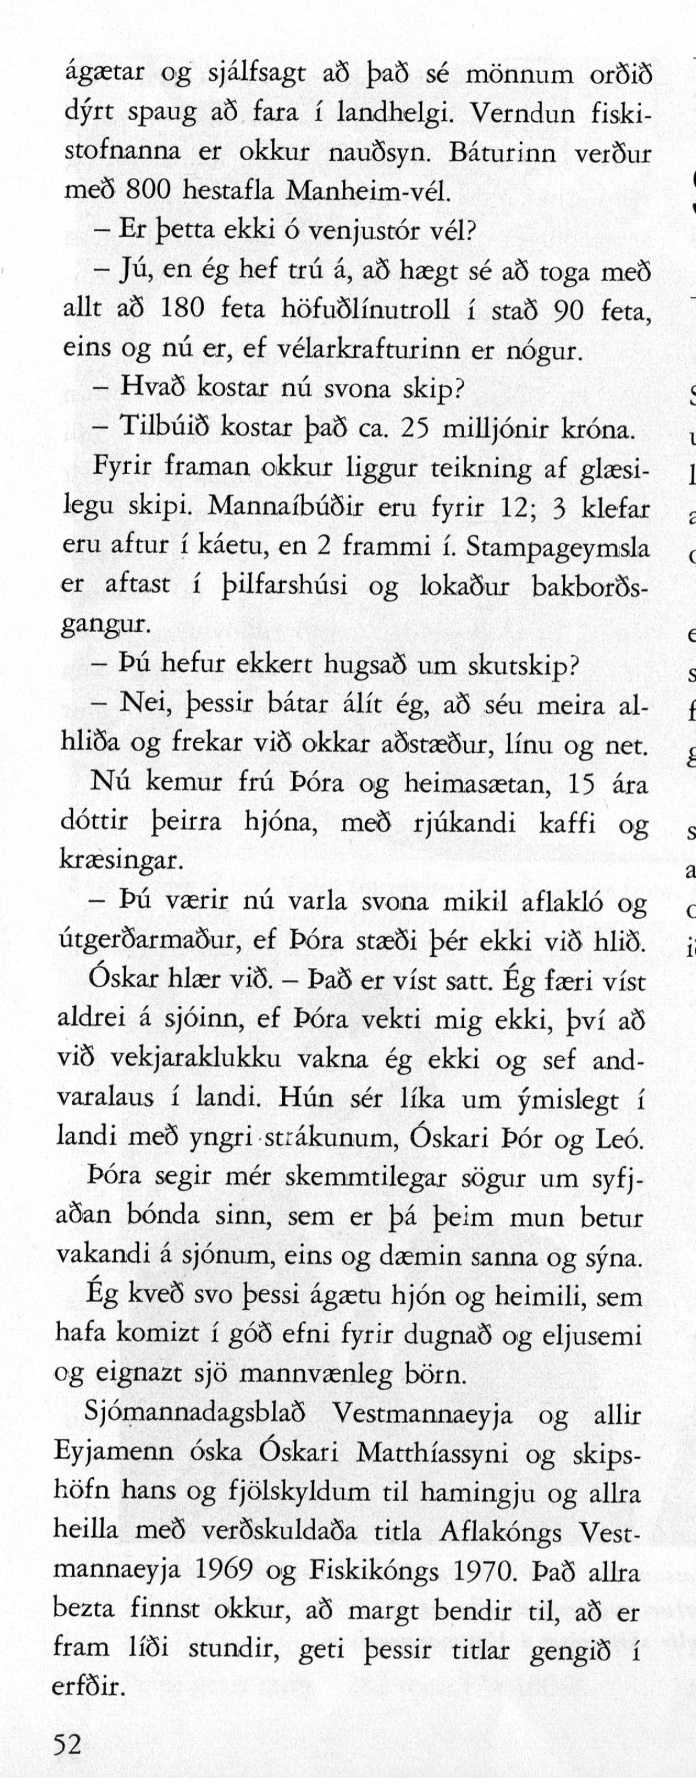 ágætar og sjálfsagt að það sé mönnum orðið
dýrt spaug að fara í landhelgi. Verndun fiski-
stofnanna er okkur nauðsyn. Báturinn verður
með 800 hestafla Manheim-vél.
– Er þetta ekki ó venjustór vél?
– Jú, en ég hef trú á, að hægt sé að toga með
allt að 180 feta höfuðlínutroll í stað 90 feta,
eins og nú er, ef vélarkrafturinn er nógur.
– Hvað kostar nú svona skip?
– Tilbúið kostar það ca. 25 milljónir króna.
Fyrir framan okkur liggur teikning af glæsi-
legu skipi. Mannaíbúðir eru fyrir 12; 3 klefar
eru aftur í káetu, en 2 frammi í. Stampageymsla
er aftast í þilfarshúsi og lokaður bakborðs-
gangur.
– Þú hefur ekkert hugsað um skutskip?
– Nei, þessir bátar álít ég, að séu meira al-
hliða og frekar við okkar aðstæður, línu og net.
Nú kemur frú Þóra og heimasætan, 15 ára
dóttir þeirra hjóna, með rjúkandi kaffi og
kræsingar.
– Þú værir nú varla svona mikil aflakló og
útgerðarmaður, ef Þóra stæði þér ekki við hlið.
Óskar hlær við. – Það er víst satt. Ég færi víst
aldrei á sjóinn, ef Þóra vekti mig ekki, því að
við vekjaraklukku vakna ég ekki og sef and-
varalaus í landi. Hún sér líka um ýmislegt í
landi með yngri strákunum, Óskari Þór og Leó.
Þóra segir mér skemmtilegar sögur um syfj-
aðan bónda sinn, sem er þá þeim mun betur
vakandi á sjónum, eins og dæmin sanna og sýna.
Ég kveð svo þessi ágætu hjón og heimili, sem
hafa komizt í góð efni fyrir dugnað og eljusemi
og eignazt sjö mannvænleg börn.
Sjómannadagsblað Vestmannaeyja og allir
Eyjamenn óska Óskari Matthíassyni og skips-
höfn hans og fjölskyldum til hamingju og allra
heilla með verðskuldaða titla Aflakóngs Vest-
mannaeyja 1969 og Fiskikóngs 1970. Það allra
bezta finnst okkur, að margt bendir til, að er
fram líði stundir, geti þessir titlar gengið í
erfðir.
52